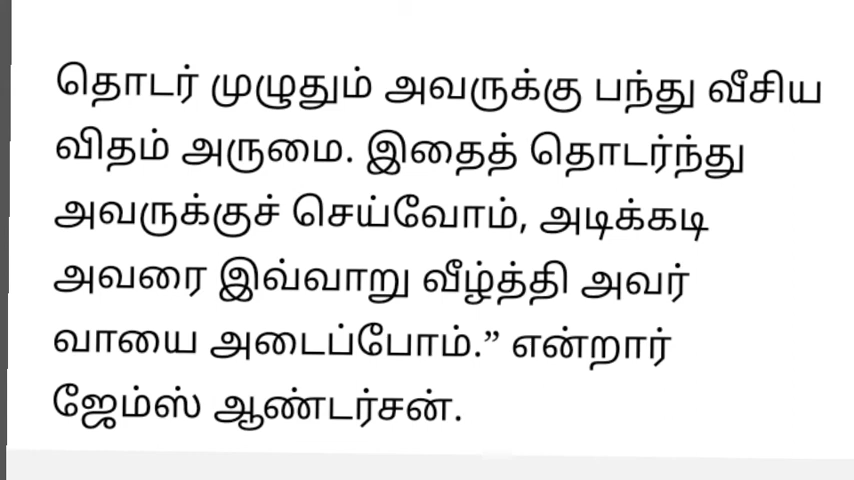 தொடர் முழுதும் அவருக்கு பந்து வீசிய
விதம் அருமை. இதைத் தொடர்ந்து
அவருக்குச் செய்வோம், அடிக்கடி
அவரை இவ்வாறு வீழ்த்தி அவர்
வாயை அடைப்போம்.” என்றார்
ஜேம்ஸ் ஆண்டர்சன்.